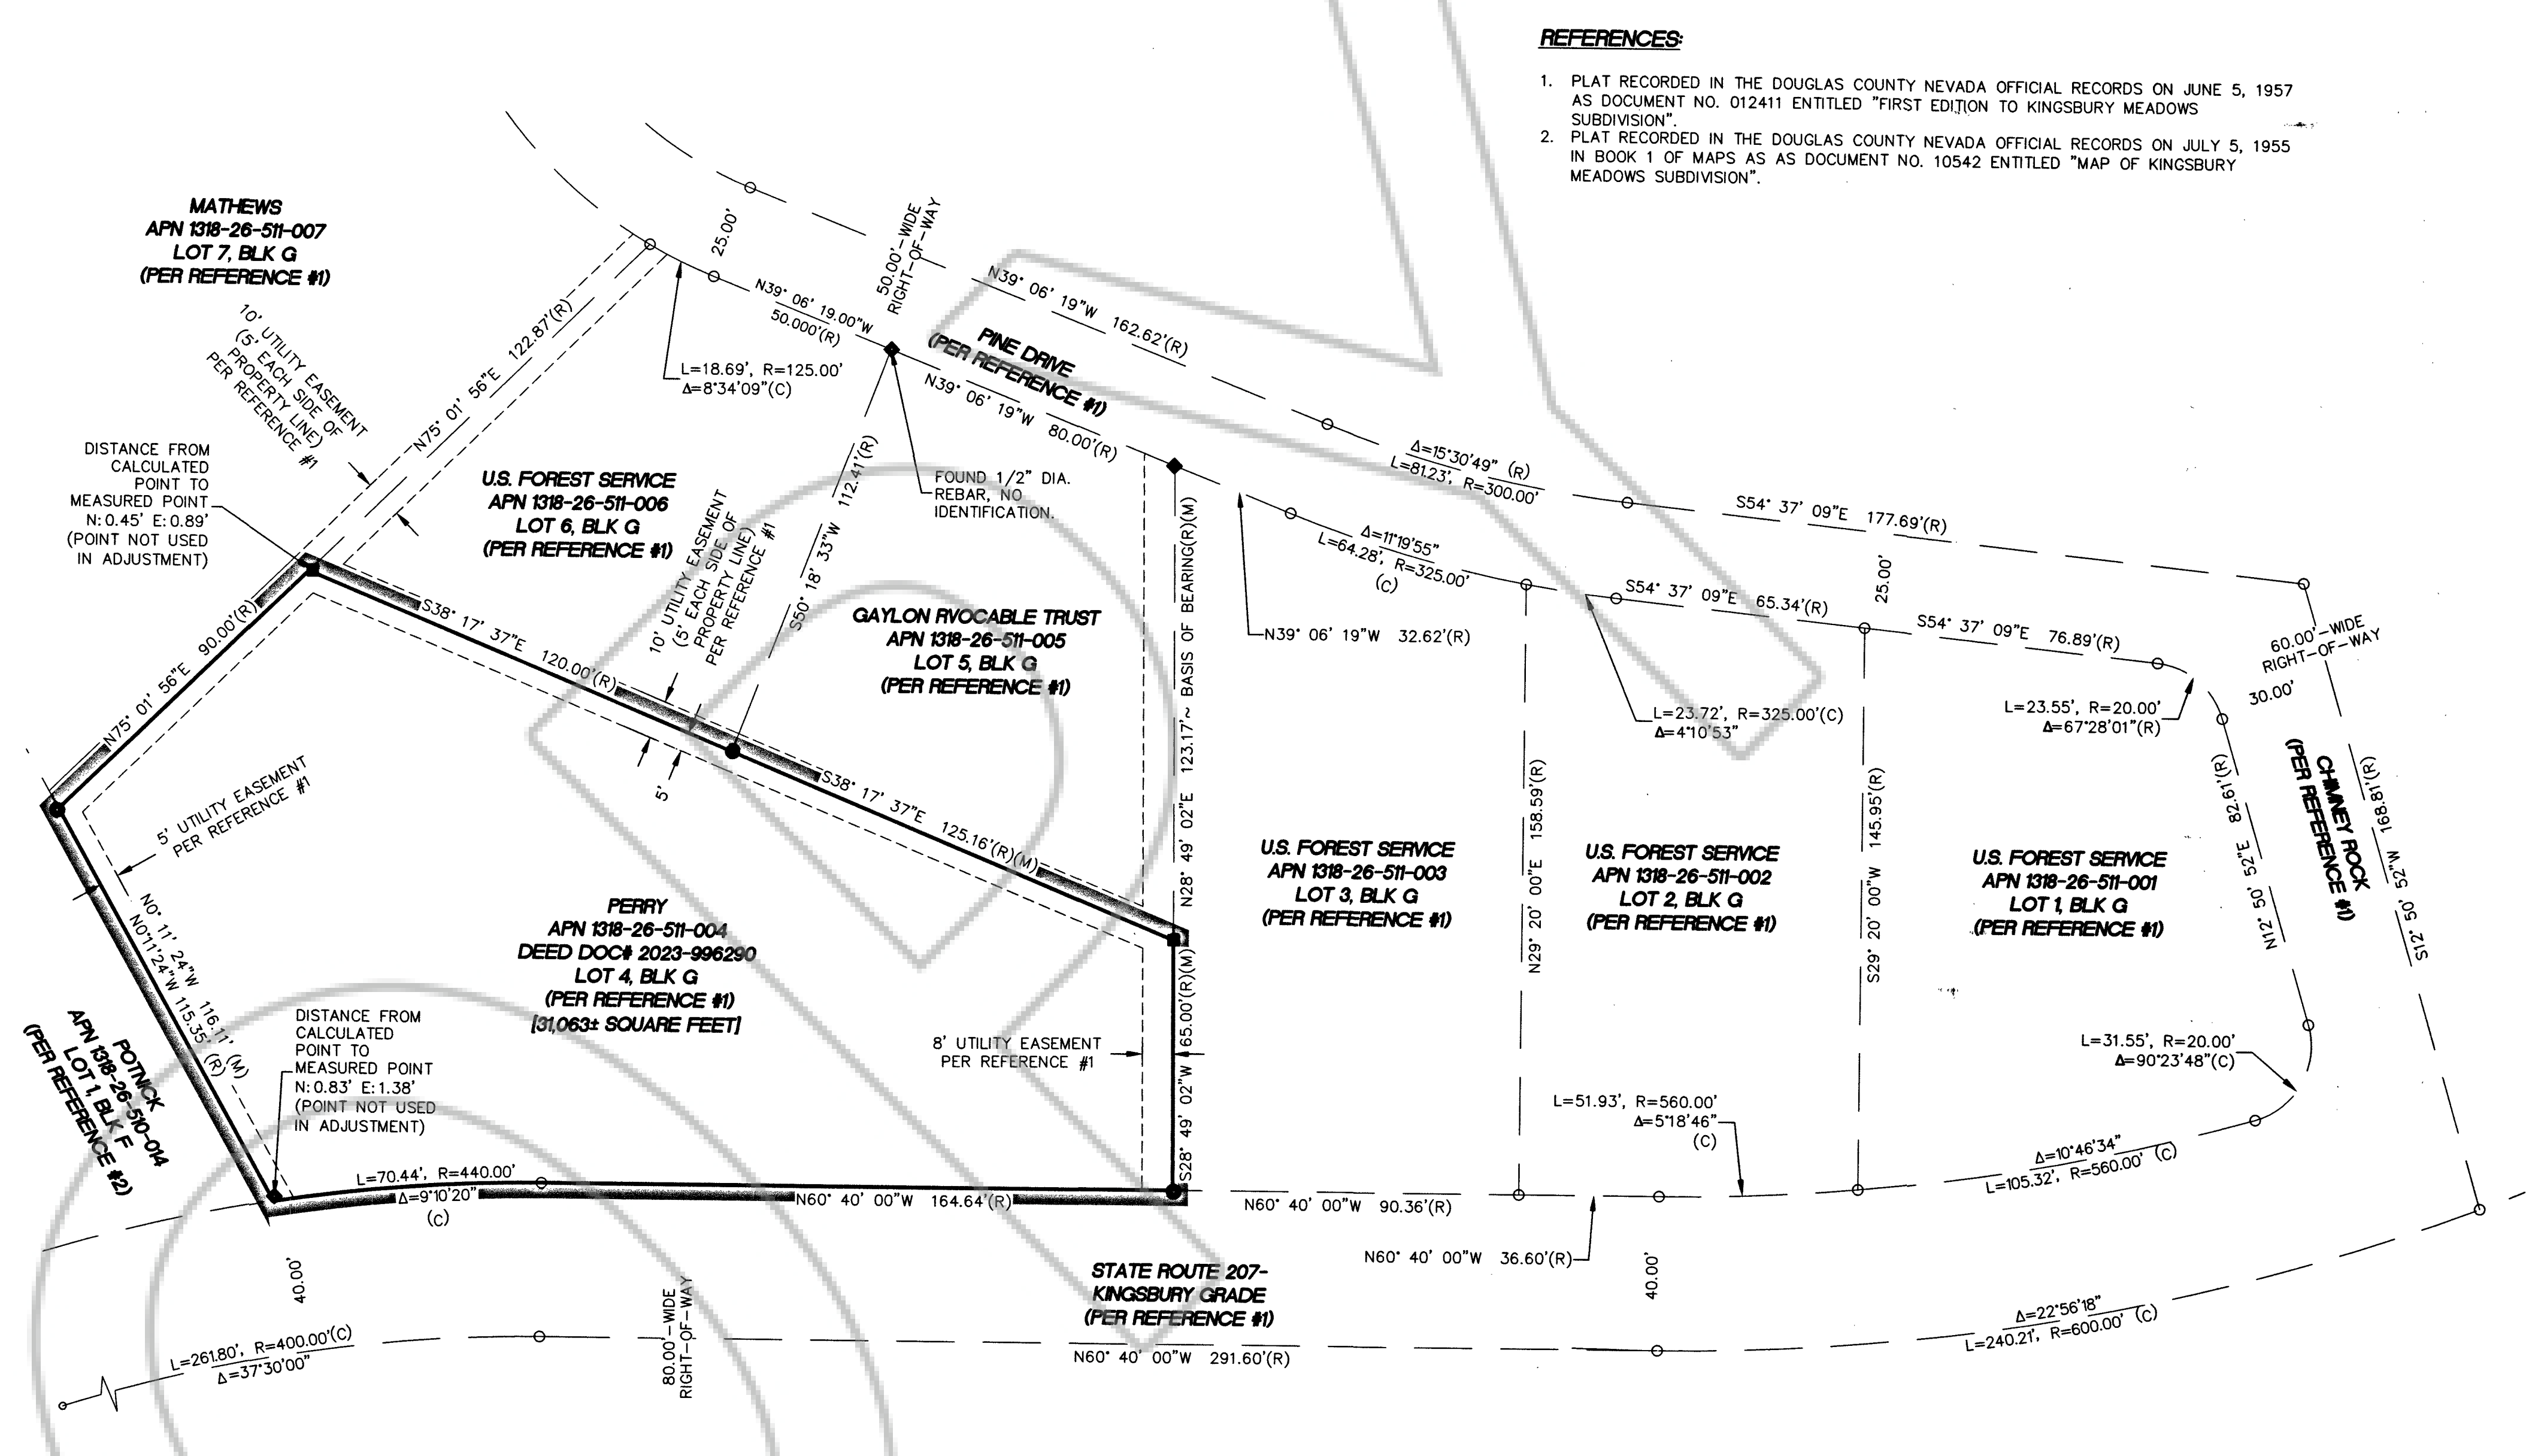 REFERENCES:
1. PLAT RECORDED IN THE DOUGLAS COUNTY NEVADA OFFICIAL RECORDS ON JUNE 5, 1957
AS DOCUMENT NO. 012411 ENTITLED "FIRST EDITION TO KINGSBURY MEADOWS
SUBDIVISION".
2. PLAT RECORDED IN THE DOUGLAS COUNTY NEVADA OFFICIAL RECORDS ON JULY 5, 1955
IN BOOK 1 OF MAPS AS AS DOCUMENT NO. 10542 ENTITLED "MAP OF KINGSBURY
MEADOWS SUBDIVISION".
MATHEWS
APN 1318-26-511-007
LOT 7, BLK G
(PER REFERENCE #1)
10' UTILITY EASEMENT
(5' EACH SIDE OF
PROPERTY LINE)
PER REFERENCE #1
N75° 01' 56"E 122.87'(R)
25.00'
50.00'-WIDE
RIGHT-OF-WAY
N39° 06' 19.00"W
50.000'(R)
L=18.69', R=125.00'
Δ=8°34'09"(C)
N39° 06' 19"W 162.62'(R)
PINE DRIVE
(PER REFERENCE #1)
N39° 06' 19"W 80.00'(R)
DISTANCE FROM
CALCULATED
POINT TO
MEASURED POINT
N: 0.45' E: 0.89'
(POINT NOT USED
IN ADJUSTMENT)
U.S. FOREST SERVICE
APN 1318-26-511-006
LOT 6, BLK G
(PER REFERENCE #1)
10' UTILITY EASEMENT
(5' EACH SIDE OF
PROPERTY LINE)
PER REFERENCE #1
S50° 18' 33"W 112.41'(R)
FOUND 1/2" DIA.
REBAR, NO
IDENTIFICATION.
GAYLON RVOCABLE TRUST
APN 1318-26-511-005
LOT 5, BLK G
(PER REFERENCE #1)
N28° 49' 02"E 123.17'~ BASIS OF BEARING(R)(M)
Δ=15°30'49" (R)
L=81.23', R=300.00'
Δ=11°19'55"
L=64.28', R=325.00'
(C)
N39° 06' 19"W 32.62'(R)
S54° 37' 09"E 177.69'(R)
S54° 37' 09"E 65.34'(R)
25.00'
S54° 37' 09"E 76.89'(R)
60.00'-WIDE
RIGHT-OF-WAY
30.00'
L=23.72', R=325.00'(C)
Δ=4°10'53"
L=23.55', R=20.00'
Δ=67°28'01"(R)
N75° 01' 56"E 90.00'(R)
S38° 17' 37"E 120.00'(R)
5'
S38° 17' 37"E 125.16'(R)(M)
5' UTILITY EASEMENT
PER REFERENCE #1
N0° 11' 24"W 116.11' (M)
N0°11'24"W 115.35' (R)
POTNICK
APN 1318-26-510-014
LOT 1, BLK F
(PER REFERENCE #2)
PERRY
APN 1318-26-511-004
DEED DOC# 2023-996290
LOT 4, BLK G
(PER REFERENCE #1)
[31,063± SQUARE FEET]
DISTANCE FROM
CALCULATED
POINT TO
MEASURED POINT
N: 0.83' E: 1.38'
(POINT NOT USED
IN ADJUSTMENT)
8' UTILITY EASEMENT
PER REFERENCE #1
S28° 49' 02"W 65.00'(R)(M)
U.S. FOREST SERVICE
APN 1318-26-511-003
LOT 3, BLK G
(PER REFERENCE #1)
N29° 20' 00"E 158.59'(R)
U.S. FOREST SERVICE
APN 1318-26-511-002
LOT 2, BLK G
(PER REFERENCE #1)
S29° 20' 00"W 145.95'(R)
U.S. FOREST SERVICE
APN 1318-26-511-001
LOT 1, BLK G
(PER REFERENCE #1)
N12° 50' 52"E 82.61'(R)
CHIMNEY ROCK
(PER REFERENCE #1)
S12° 50' 52"W 168.81'(R)
L=31.55', R=20.00'
Δ=90°23'48"(C)
L=51.93', R=560.00'
Δ=5°18'46"
(C)
Δ=10°46'34"
L=105.32', R=560.00' (C)
L=70.44', R=440.00'
Δ=9°10'20"
(C)
N60° 40' 00"W 164.64'(R)
N60° 40' 00"W 90.36'(R)
N60° 40' 00"W 36.60'(R)
40.00'
80.00'-WIDE
RIGHT-OF-WAY
STATE ROUTE 207-
KINGSBURY GRADE
(PER REFERENCE #1)
40.00'
L=261.80', R=400.00'(C)
Δ=37°30'00"
N60° 40' 00"W 291.60'(R)
Δ=22°56'18"
L=240.21', R=600.00' (C)